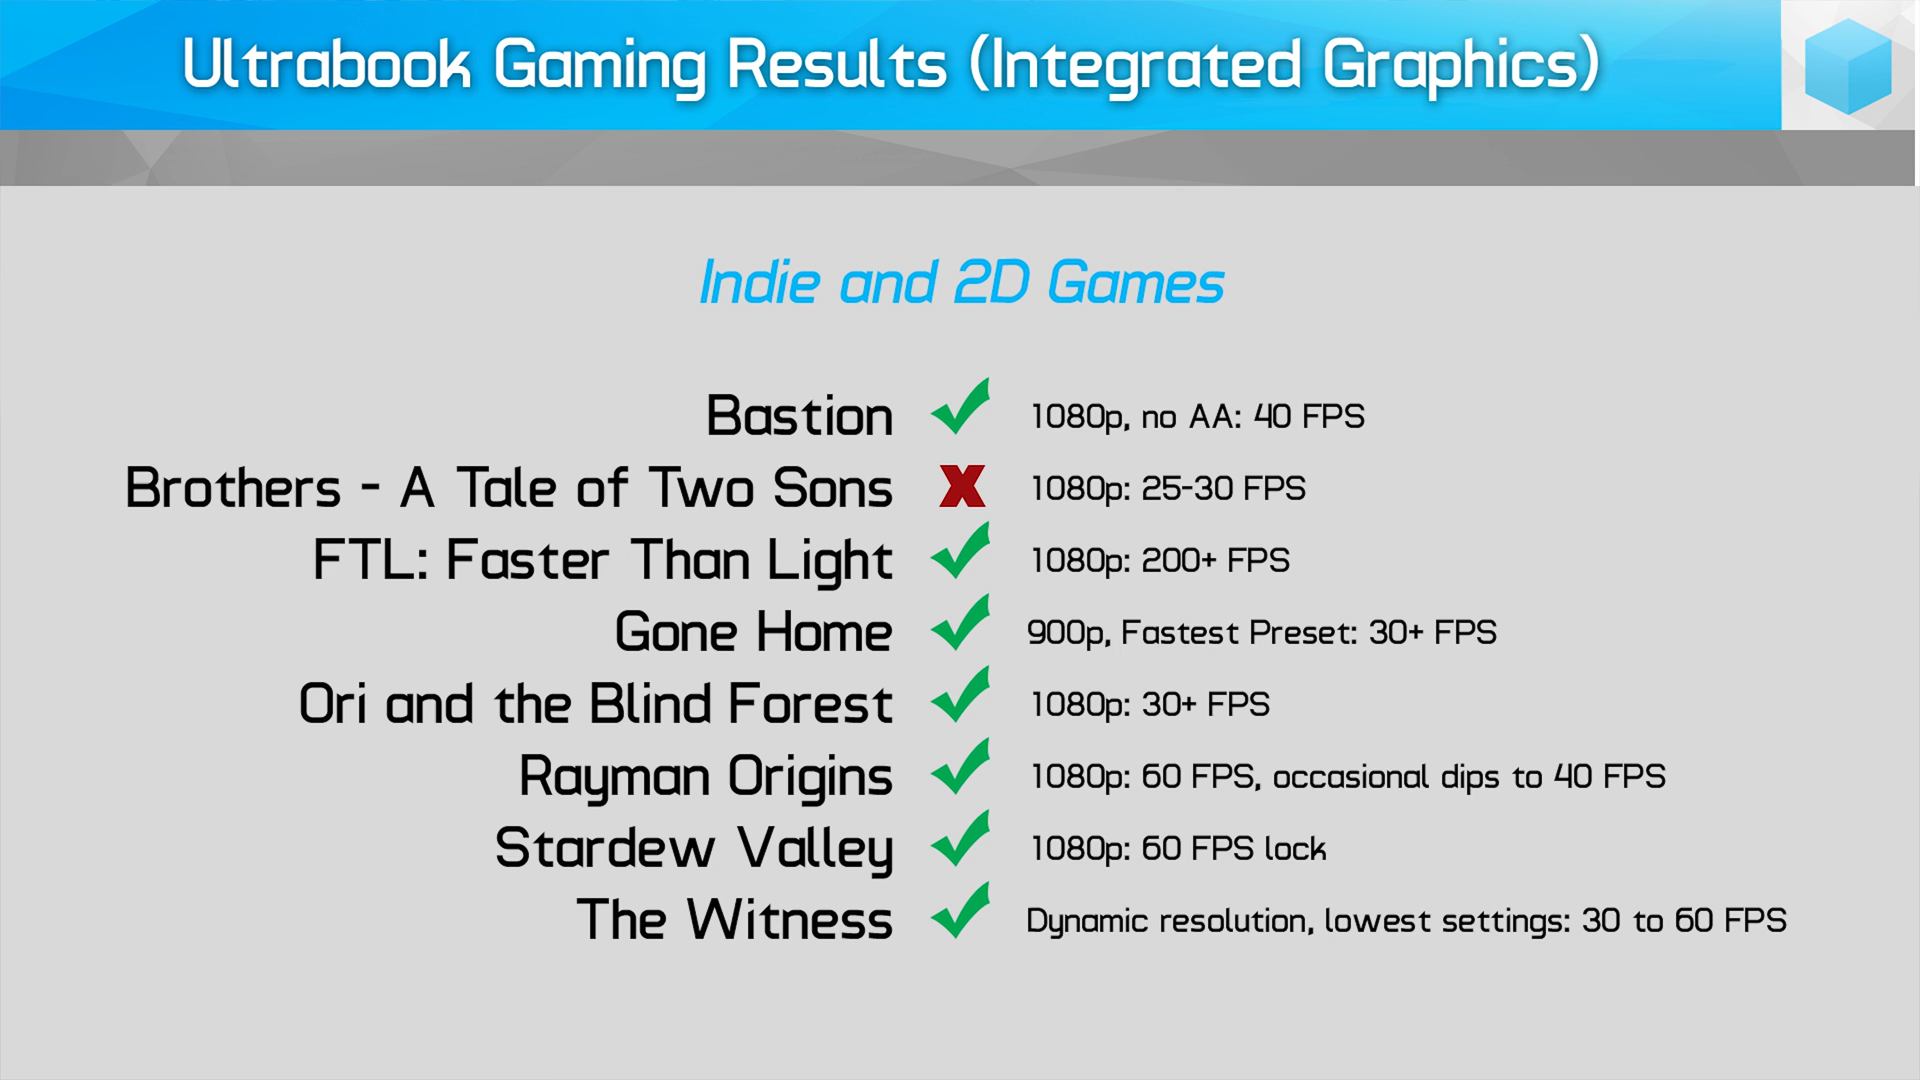 Ultrabook Gaming Results (Integrated Graphics)
Indie and 2D Games
Bastion 1080p, no AA: 40 FPS
Brothers - A Tale of Two Sons 1080p: 25-30 FPS
FTL: Faster Than Light 1080p: 200+ FPS
Gone Home 900p, Fastest Preset: 30+ FPS
Ori and the Blind Forest 1080p: 30+ FPS
Rayman Origins 1080p: 60 FPS, occasional dips to 40 FPS
Stardew Valley 1080p: 60 FPS lock
The Witness Dynamic resolution, lowest settings: 30 to 60 FPS